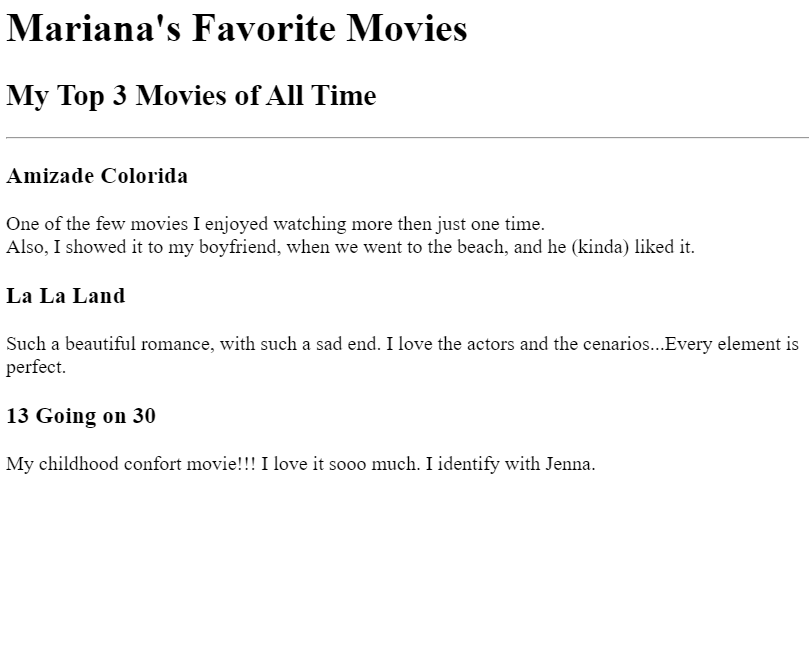 Mariana's Favorite Movies
My Top 3 Movies of All Time
Amizade Colorida
One of the few movies I enjoyed watching more then just one time.
Also, I showed it to my boyfriend, when we went to the beach, and he (kinda) liked it.
La La Land
Such a beautiful romance, with such a sad end. I love the actors and the cenarios...Every element is
perfect.
13 Going on 30
My childhood confort movie!!! I love it sooo much. I identify with Jenna.